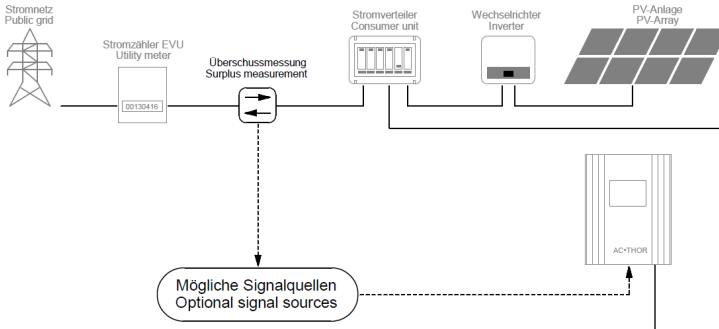 Stromnetz
Public grid
Stromzähler EVU
Utility meter
Überschussmessung
Surplus measurement
Stromverteiler
Consumer unit
Wechselrichter
Inverter
PV-Anlage
PV-Array
00130416
AC•THOR
Mögliche Signalquellen
Optional signal sources